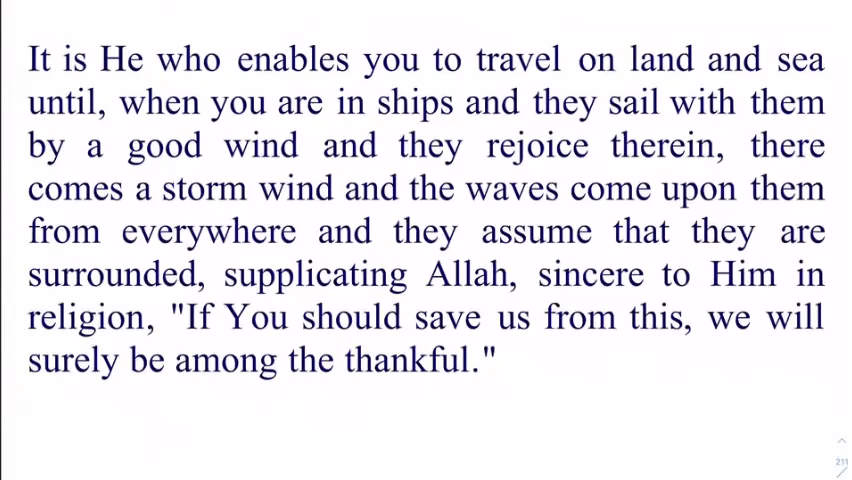 It is He who enables you to travel on land and sea
until, when you are in ships and they sail with them
by a good wind and they rejoice therein, there
comes a storm wind and the waves come upon them
from everywhere and they assume that they are
surrounded, supplicating Allah, sincere to Him in
religion, "If You should save us from this, we will
surely be among the thankful."
211